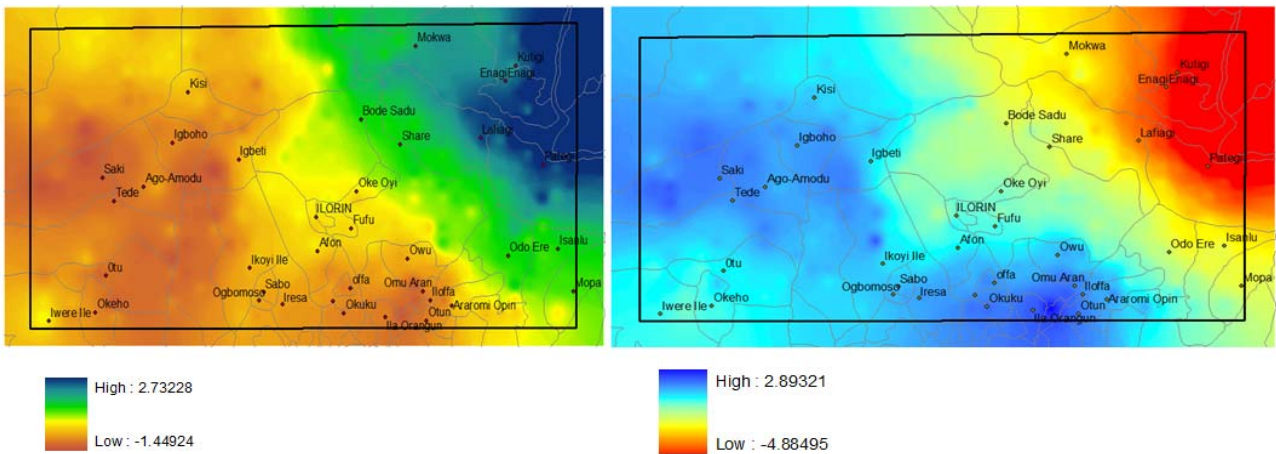 Mokwa
Kutigi
EnagiEnagi
Kisi
Bode Sadu
Share
Lafiagi
Igboho
Igbeti
Pategi
Saki
Ago-Amodu
Tede
Oke Oyi
ILORIN
Fufu
Afon
Owu
Odo Ere
Isanlu
Otu
Ikoyi Ile
Sabo
offa
Omu Aran
Iloffa
Mopa
Ogbomoso
Iresa
Okuku
Araromi Opin
Iwere Ile
Okeho
Ila Orangun
Otun
High : 2.73228
Low : -1.44924
Mokwa
Kutigi
EnagiEnagi
Kisi
Bode Sadu
Share
Lafiagi
Igboho
Igbeti
Pategi
Saki
Ago-Amodu
Tede
Oke Oyi
ILORIN
Fufu
Afon
Owu
Odo Ere
Isanlu
Otu
Ikoyi Ile
Sabo
offa
Omu Aran
Iloffa
Mopa
Ogbomoso
Iresa
Okuku
Araromi Opin
Iwere Ile
Okeho
Ila Orangun
Otun
High : 2.89321
Low : -4.88495